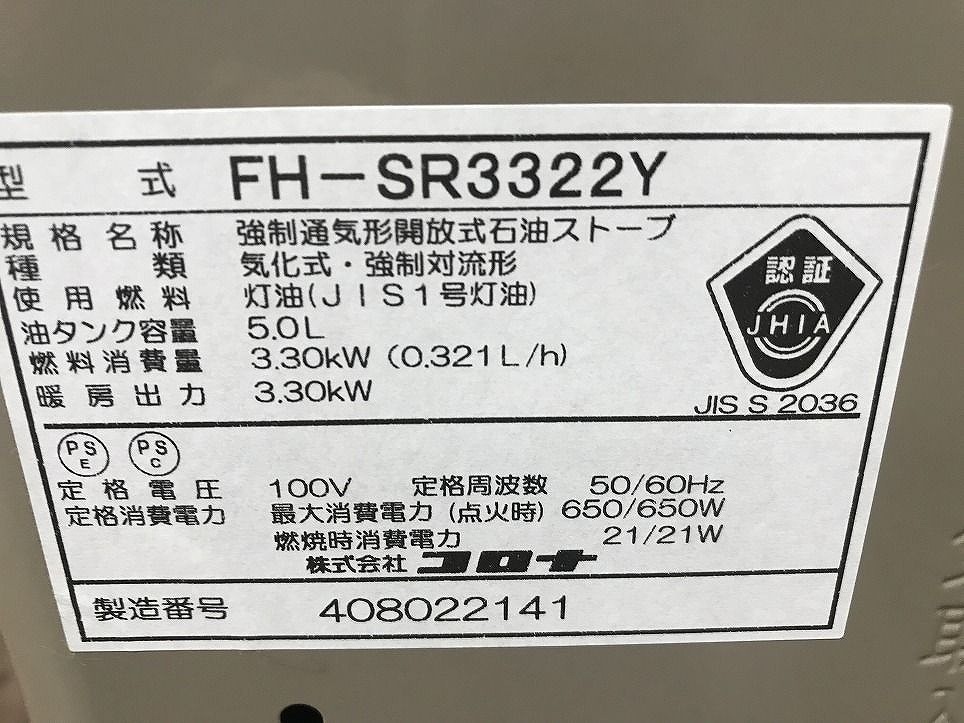 型式 FH-SR3322Y
規格名称 強制通気形開放式石油ストーブ
種類 気化式・強制対流形
使用燃料 灯油(JIS1号灯油)
油タンク容量 5.0L
燃料消費量 3.30kW (0.321L/h)
暖房出力 3.30kW
認証
JHIA
JIS S 2036
PSE PSC
定格電圧 100V 定格周波数 50/60Hz
定格消費電力 最大消費電力(点火時) 650/650W
燃焼時消費電力 21/21W
株式会社コロナ
製造番号 408022141